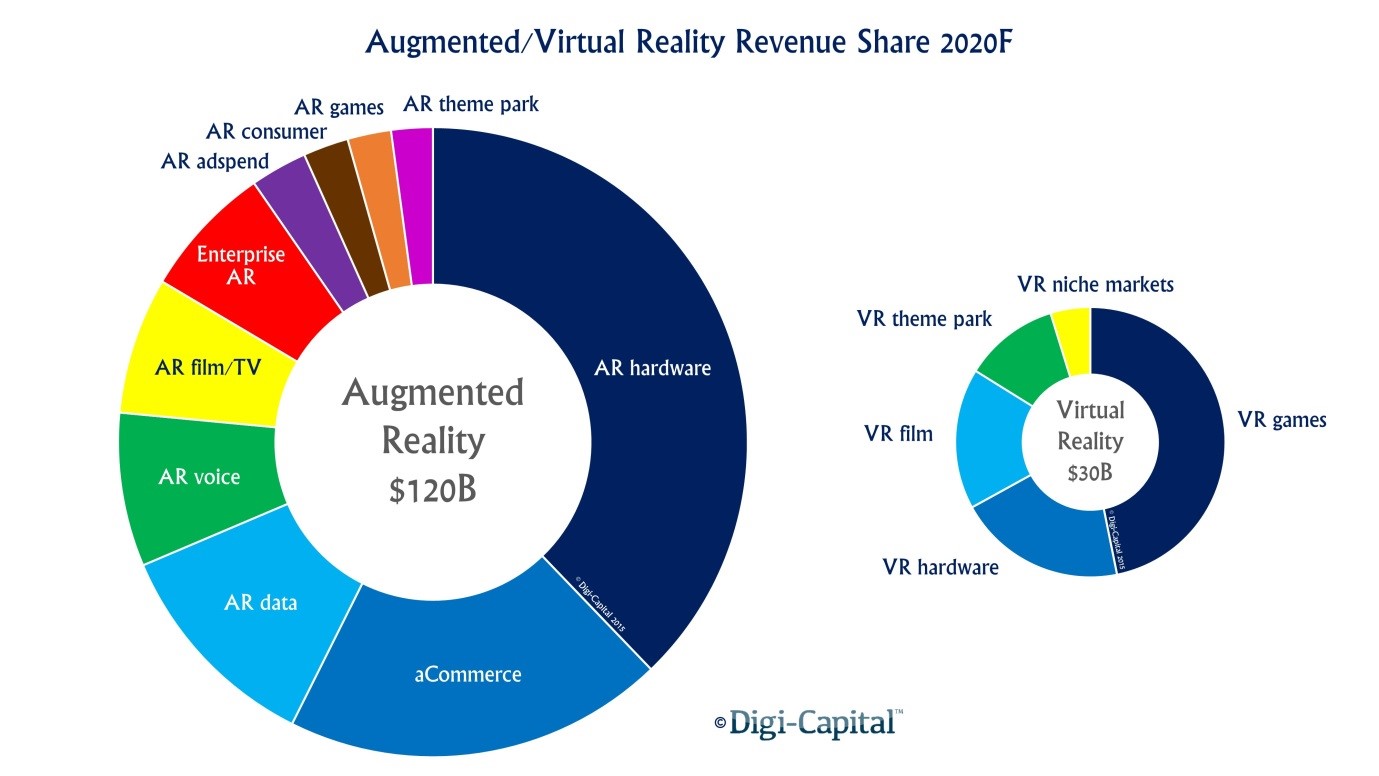 Augmented/Virtual Reality Revenue Share 2020F
AR games
AR theme park
AR consumer
AR adspend
Enterprise
AR
AR film/TV
AR hardware
AR voice
AR data
aCommerce
Augmented
Reality
$120B
© Digi-Capital 2015
VR niche markets
VR theme park
VR film
VR games
VR hardware
Virtual
Reality
$30B
© Digi-Capital 2015
© Digi-Capital™